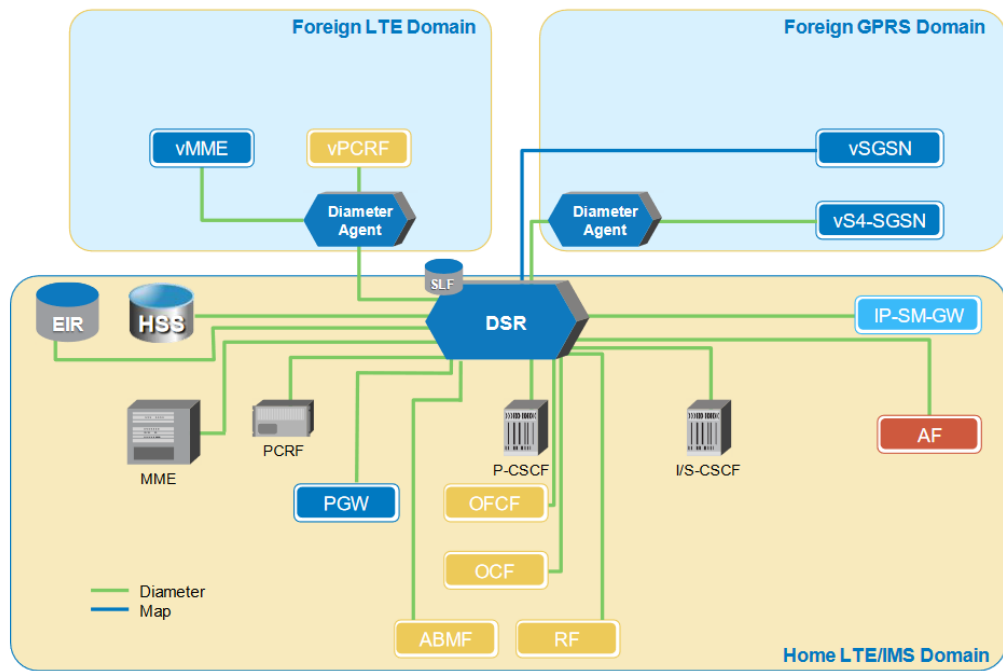 Foreign LTE Domain
Foreign GPRS Domain
vMME
vPCRF
vSGSN
Diameter
Agent
Diameter
Agent
vS4-SGSN
SLF
EIR
HSS
DSR
IP-SM-GW
MME
PCRF
P-CSCF
I/S-CSCF
AF
PGW
OFCF
OCF
Diameter
Map
ABMF
RF
Home LTE/IMS Domain